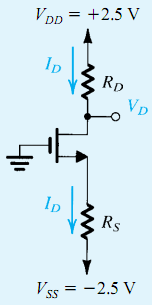 V_DD = +2.5 V
I_D
R_D
V_D
I_D
R_S
V_SS = −2.5 V